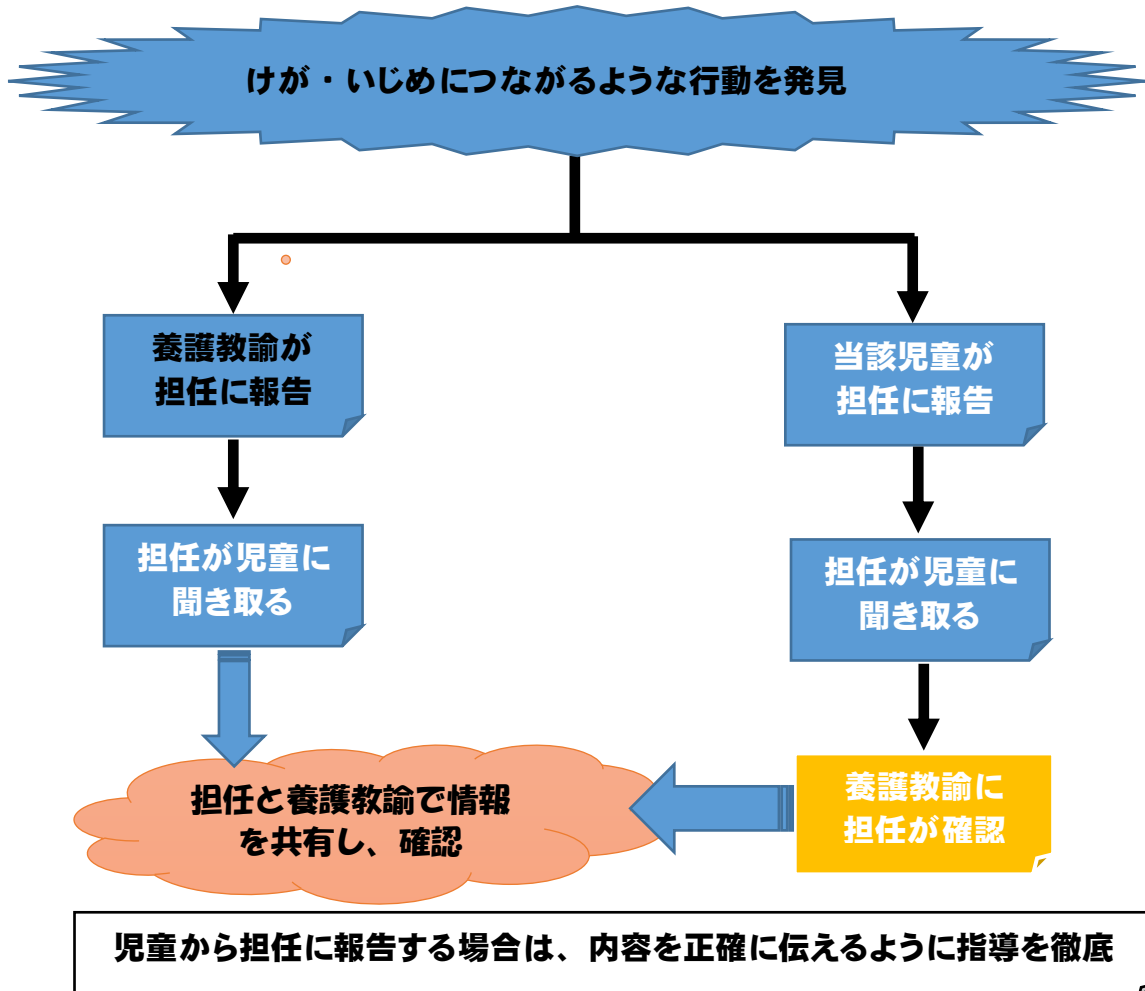 けが・いじめにつながるような行動を発見
養護教諭が
担任に報告
当該児童が
担任に報告
担任が児童に
聞き取る
担任が児童に
聞き取る
養護教諭に
担任が確認
担任と養護教諭で情報
を共有し、確認
児童から担任に報告する場合は、内容を正確に伝えるように指導を徹底